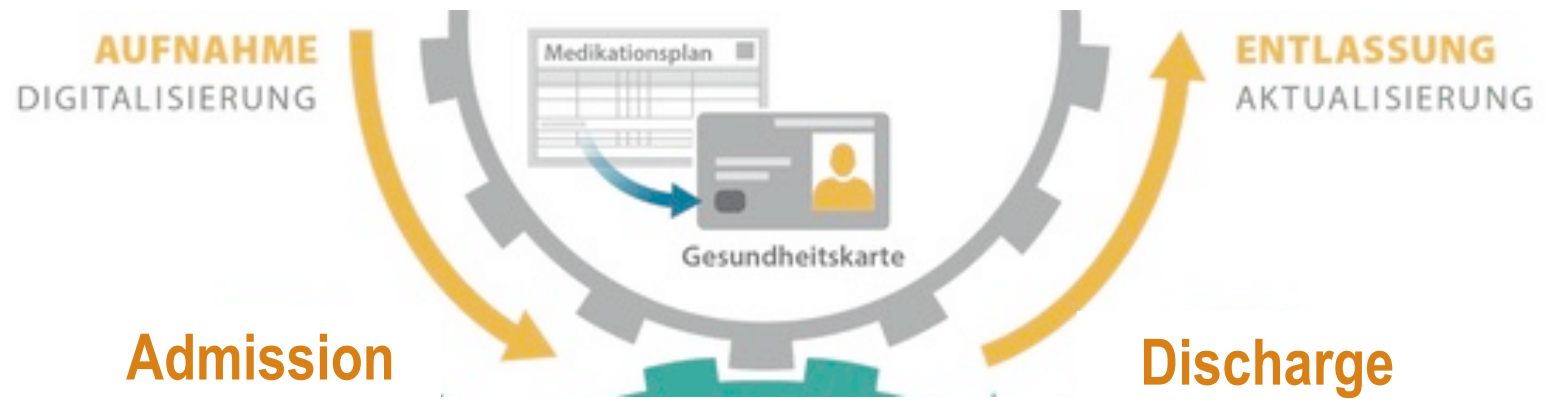 AUFNAHME
DIGITALISIERUNG
Medikationsplan
Gesundheitskarte
ENTLASSUNG
AKTUALISIERUNG
Admission
Discharge